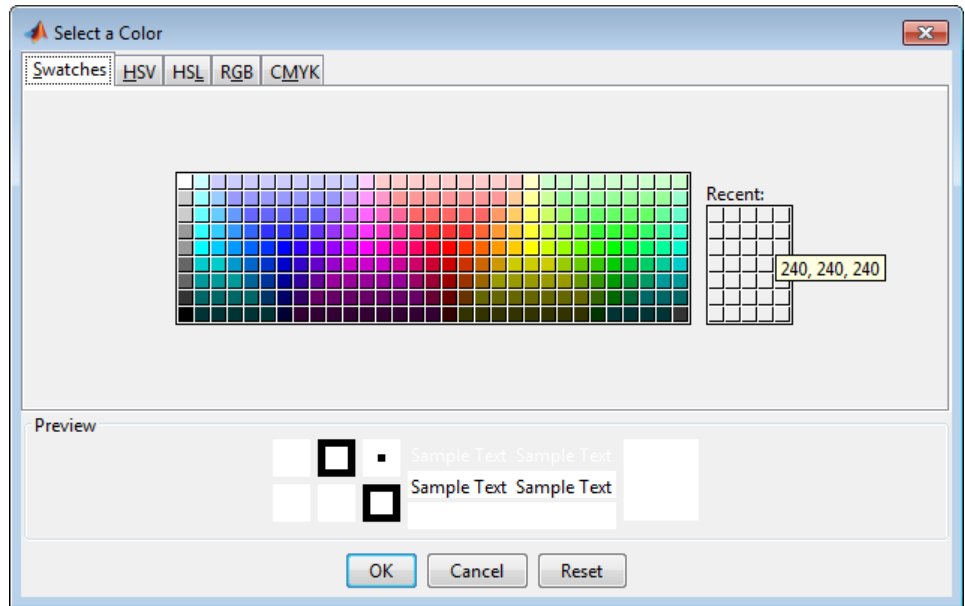 Select a Color
Swatches HSV HSL RGB CMYK
Recent:
240, 240, 240
Preview
Sample Text Sample Text
Sample Text Sample Text
OK Cancel Reset